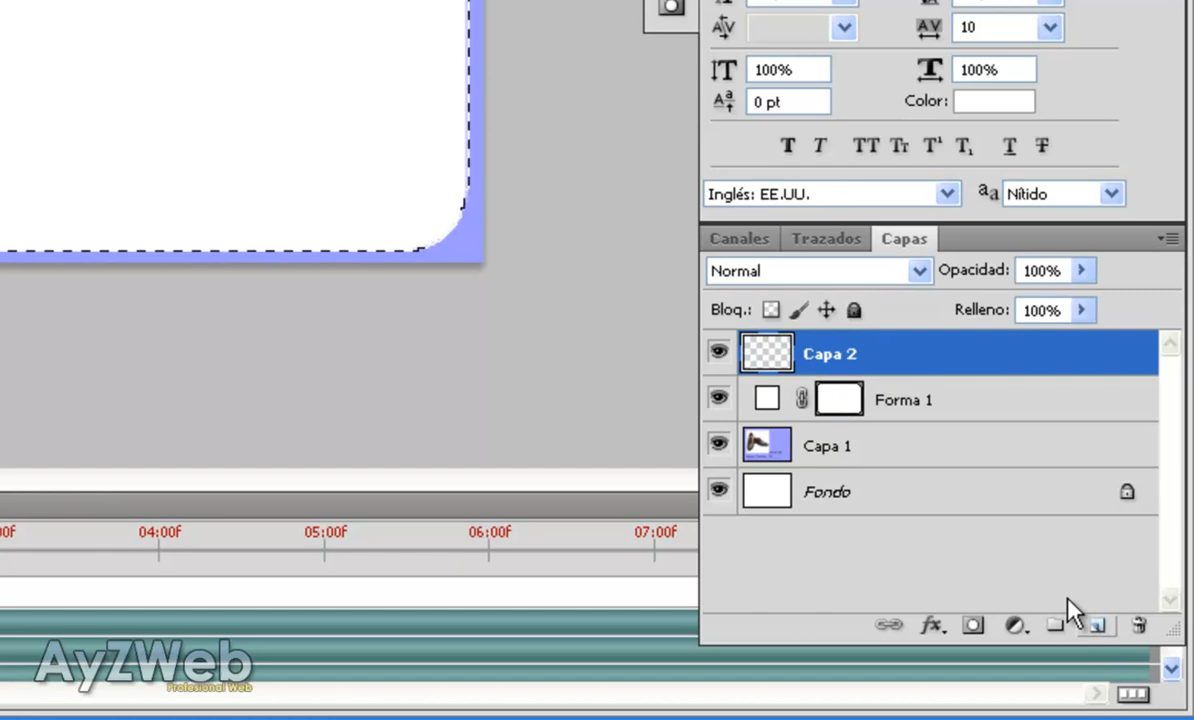 10
100%
100%
0 pt
Color:
T T TT Tr T¹ T, T T
Inglés: EE.UU.
aa
Nítido
Canales
Trazados
Capas
Normal
Opacidad:
100%
Bloq.:
Relleno:
100%
Capa 2
Forma 1
Capa 1
Fondo
fx.
04:00f
05:00f
06:00f
07:00f
AyZWeb
Profesional Web